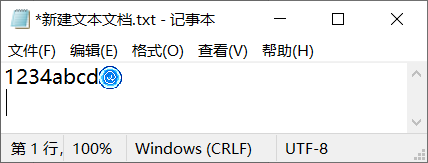 *新建文本文档.txt - 记事本
文件(F) 编辑(E) 格式(O) 查看(V) 帮助(H)
1234abcd
第 1 行, 100% Windows (CRLF) UTF-8